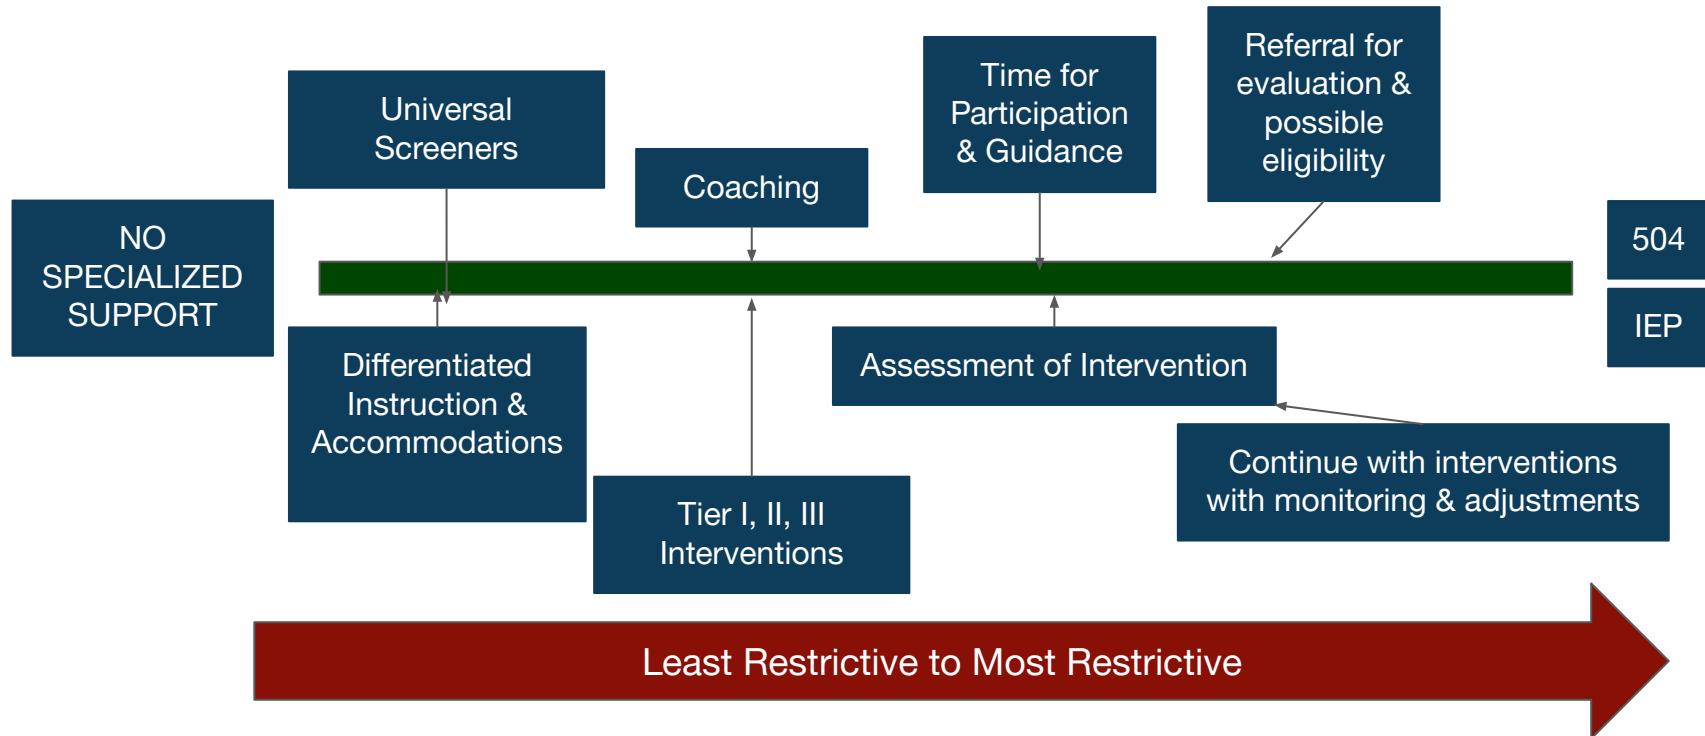 NO
SPECIALIZED
SUPPORT
Universal
Screeners
Differentiated
Instruction &
Accommodations
Coaching
Tier I, II, III
Interventions
Time for
Participation
& Guidance
Assessment of Intervention
Referral for
evaluation &
possible
eligibility
Continue with interventions
with monitoring & adjustments
504
IEP
Least Restrictive to Most Restrictive